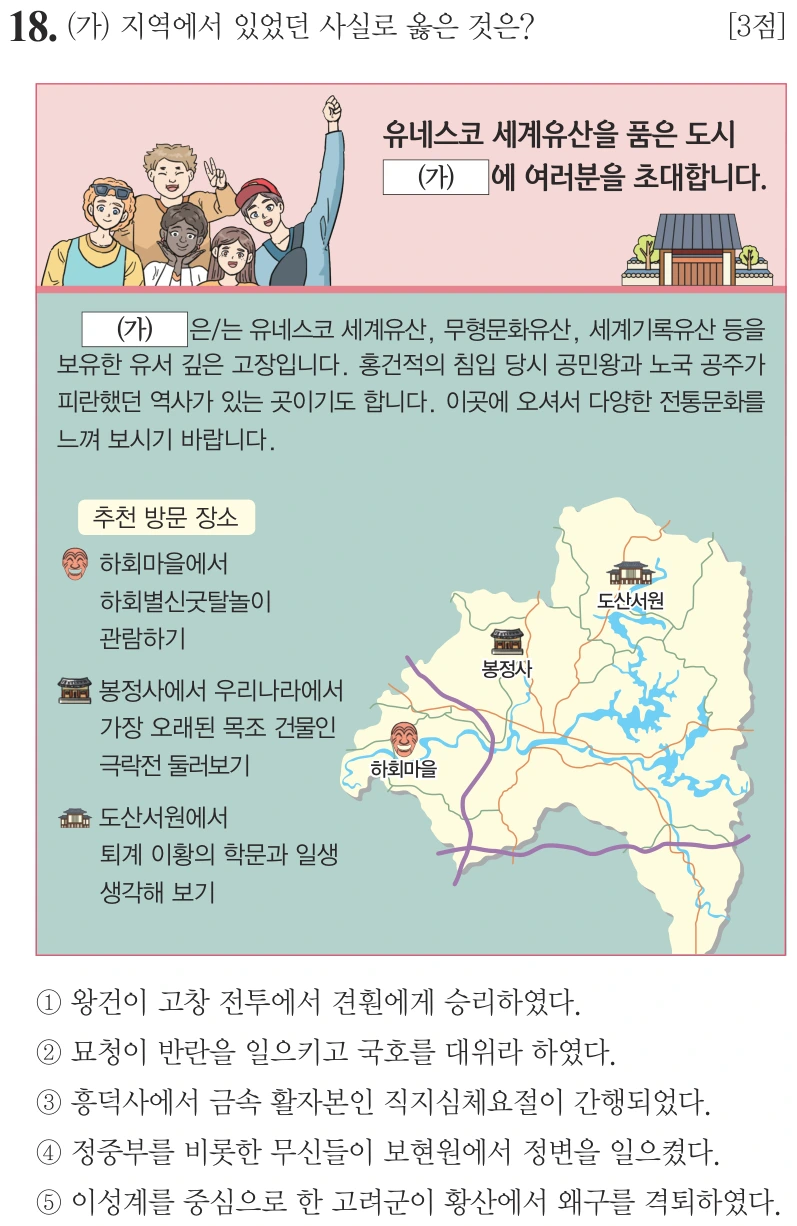 18. (가) 지역에서 있었던 사실로 옳은 것은? [3점]
유네스코 세계유산을 품은 도시
(가) 에 여러분을 초대합니다.
(가) 은/는 유네스코 세계유산, 무형문화유산, 세계기록유산 등을
보유한 유서 깊은 고장입니다. 홍건적의 침입 당시 공민왕과 노국 공주가
피란했던 역사가 있는 곳이기도 합니다. 이곳에 오셔서 다양한 전통문화를
느껴 보시기 바랍니다.
추천 방문 장소
하회마을에서
하회별신굿탈놀이
관람하기
봉정사에서 우리나라에서
가장 오래된 목조 건물인
극락전 둘러보기
도산서원에서
퇴계 이황의 학문과 일생
생각해 보기
도산서원
봉정사
하회마을
① 왕건이 고창 전투에서 견훤에게 승리하였다.
② 묘청이 반란을 일으키고 국호를 대위라 하였다.
③ 흥덕사에서 금속 활자본인 직지심체요절이 간행되었다.
④ 정중부를 비롯한 무신들이 보현원에서 정변을 일으켰다.
⑤ 이성계를 중심으로 한 고려군이 황산에서 왜구를 격퇴하였다.